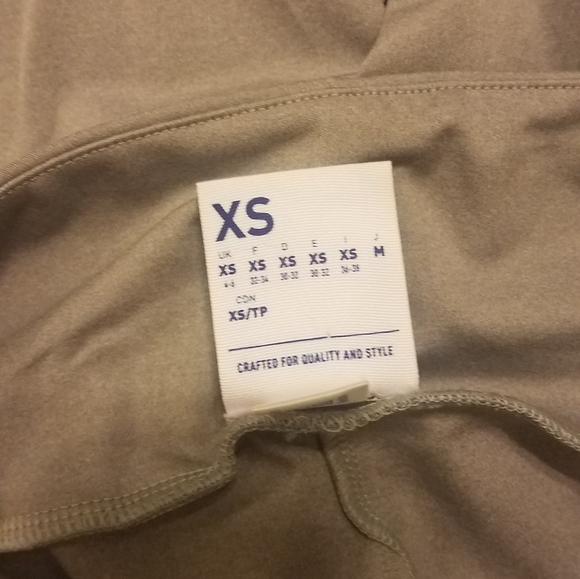 XS
UK F D E I J
XS XS XS XS XS M
4-6 32-34 30-32 30-32 36-38
CDN
XS/TP
CRAFTED FOR QUALITY AND STYLE